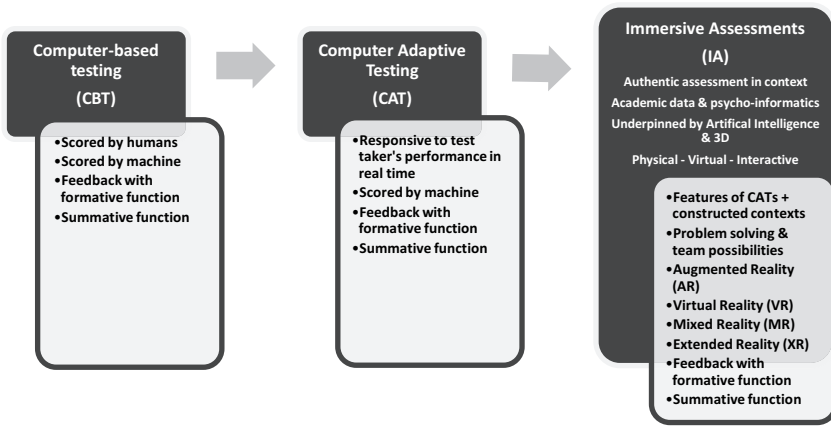 Computer-based
testing
(CBT)
•Scored by humans
•Scored by machine
•Feedback with
formative function
•Summative function
Computer Adaptive
Testing
(CAT)
•Responsive to test
taker's performance in
real time
•Scored by machine
•Feedback with
formative function
•Summative function
Immersive Assessments
(IA)
Authentic assessment in context
Academic data & psycho-informatics
Underpinned by Artifical Intelligence
& 3D
Physical - Virtual - Interactive
•Features of CATs +
constructed contexts
•Problem solving &
team possibilities
•Augmented Reality
(AR)
•Virtual Reality (VR)
•Mixed Reality (MR)
•Extended Reality (XR)
•Feedback with
formative function
•Summative function